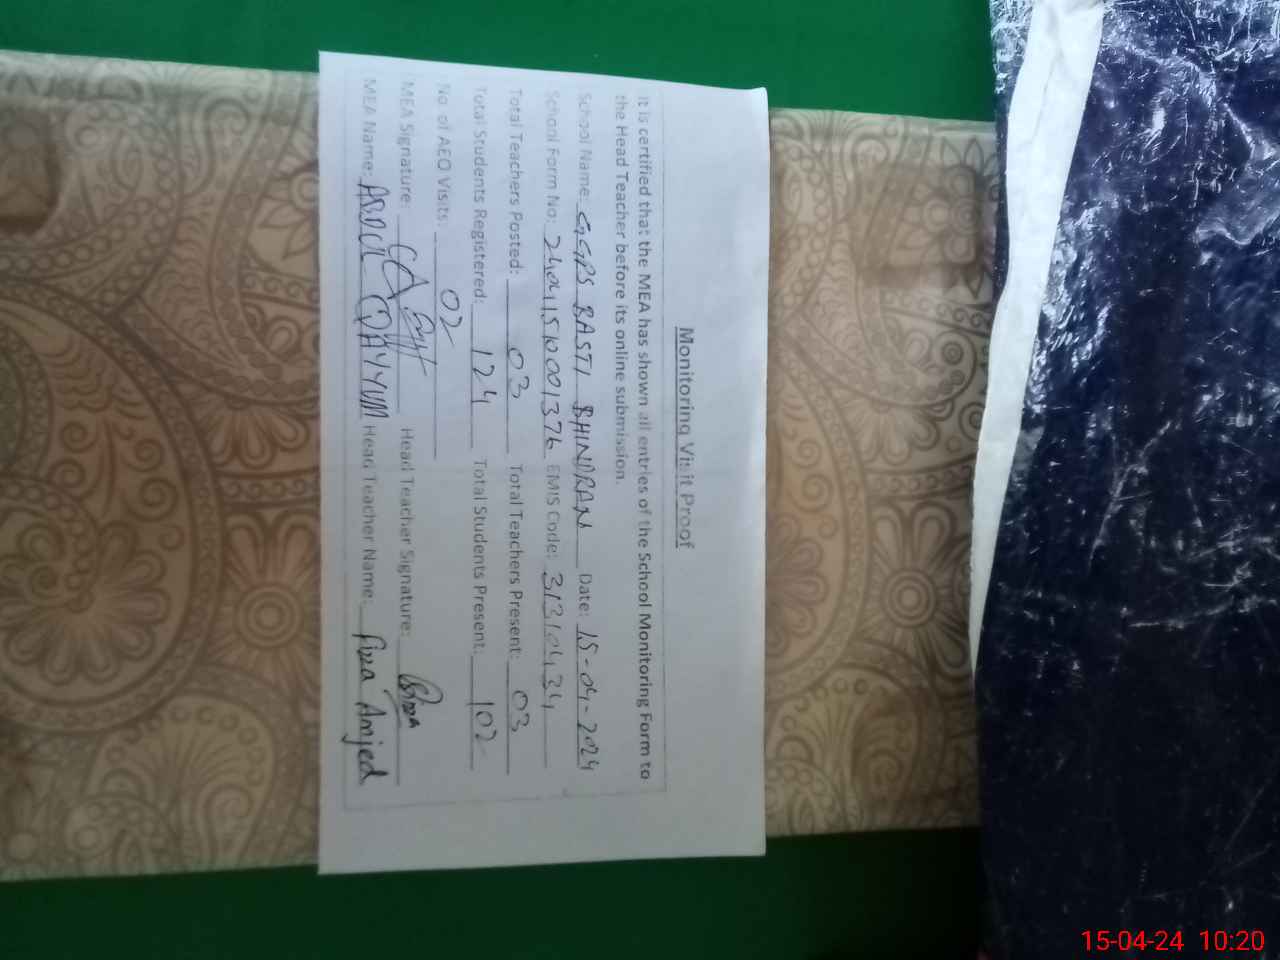 Monitoring Visit Proof
It is certified that the MEA has shown all entries of the School Monitoring Form to
the Head Teacher before its online submission.
School Name: GGPS BASTI BHINDRAN Date: 15-04-2024
School Form No: EMIS Code: 31310434
Total Teachers Posted: 03 Total Teachers Present: 03
Total Students Registered: 124 Total Students Present: 102
No of AEO Visits: 02
MEA Signature: Head Teacher Signature:
MEA Name: ABDUL QAYYUM Head Teacher Name: Fiza Amjed
15-04-24 10:20